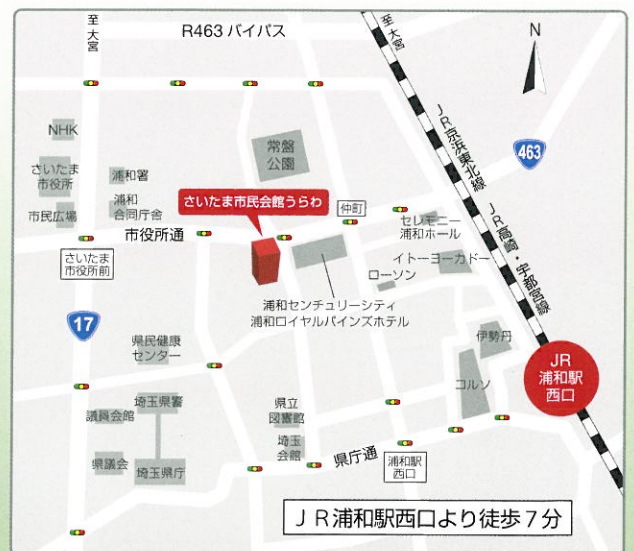 至大宮
R463バイパス
至大宮
N
NHK
常盤
公園
JR京浜東北線
463
さいたま
市役所
浦和署
市民広場
浦和
合同庁舎
さいたま市民会館うらわ
仲町
セレモニー
浦和ホール
JR高崎・宇都宮線
市役所通
さいたま
市役所前
イトーヨーカドー
ローソン
浦和センチュリーシティ
浦和ロイヤルパインズホテル
17
県民健康
センター
伊勢丹
JR
浦和駅
西口
コルソ
埼玉県警
議員会館
県立
図書館
埼玉
会館
県議会
埼玉県庁
県庁通
浦和駅
西口
JR浦和駅西口より徒歩7分